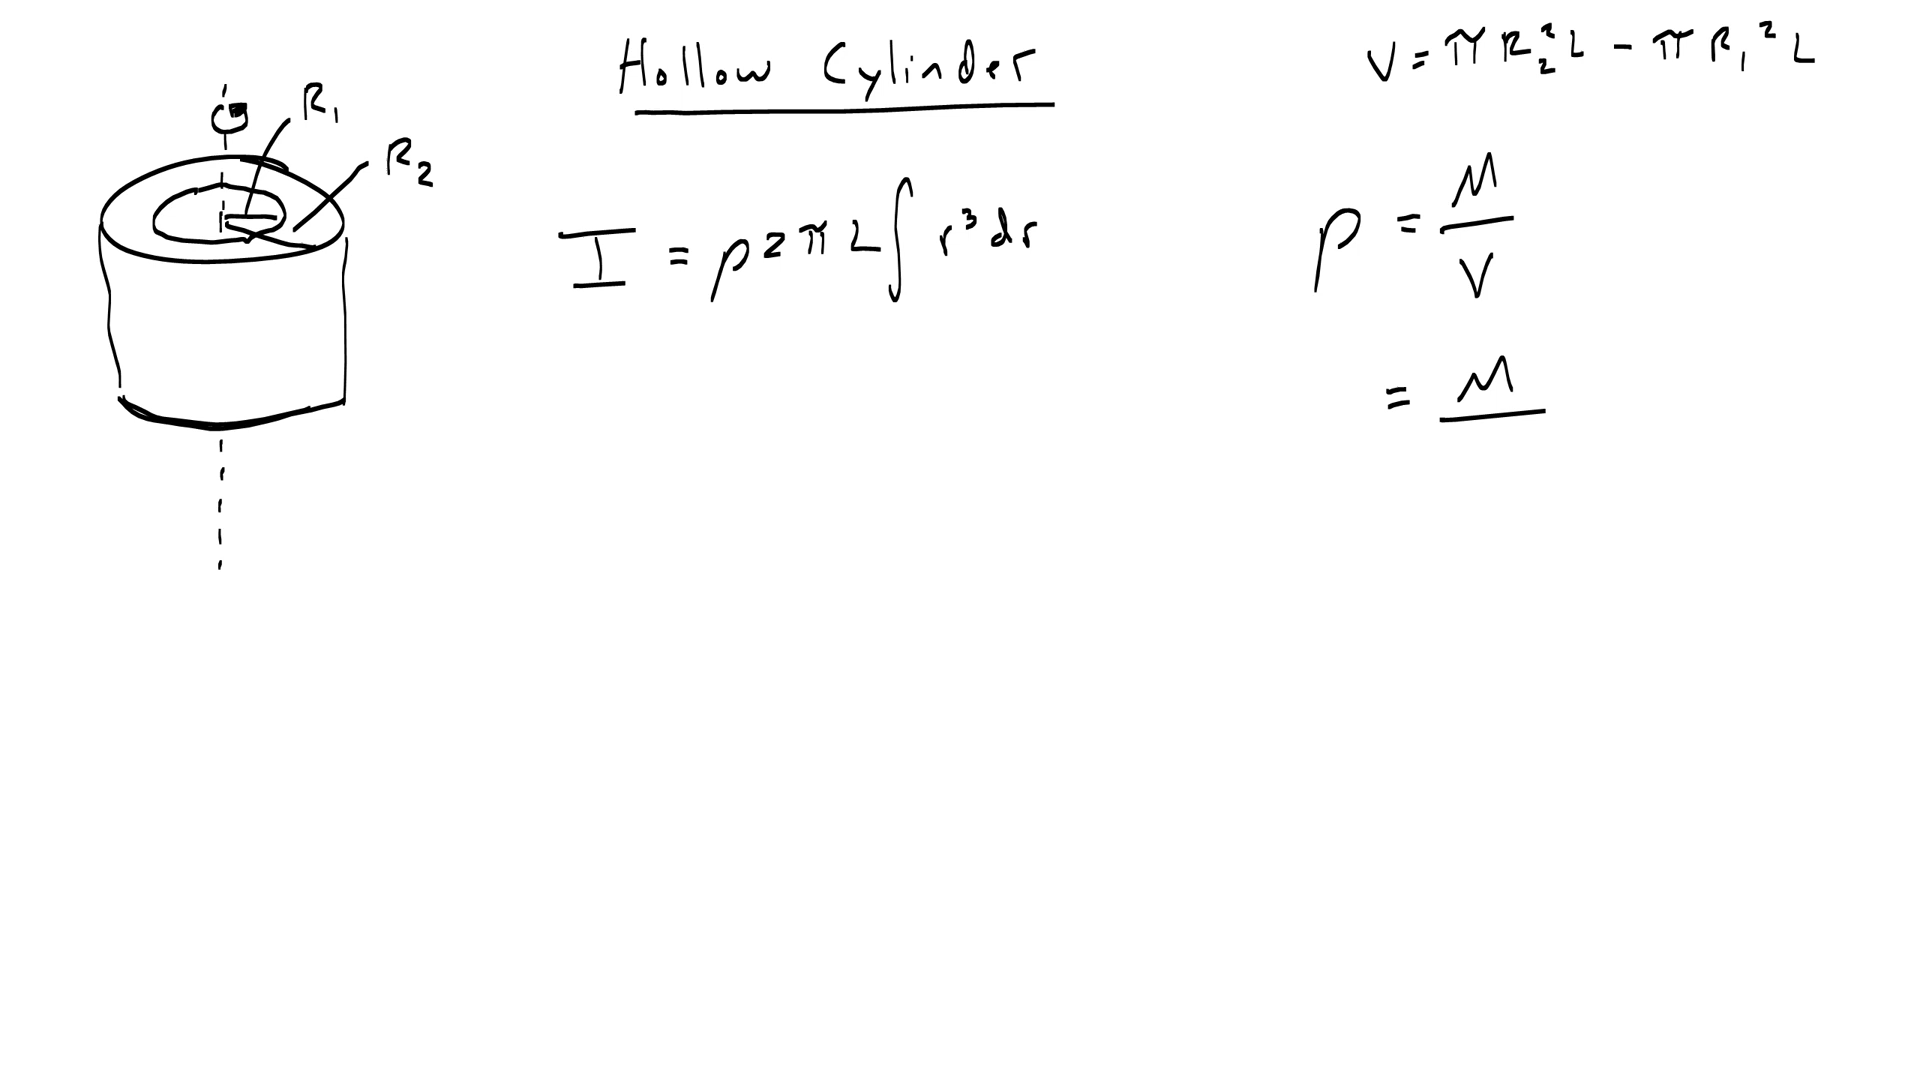 Hollow Cylinder
V = πR₂²L - πR₁²L
R₁
R₂
I = ρ2πL∫r³dr
ρ = M/V
= M